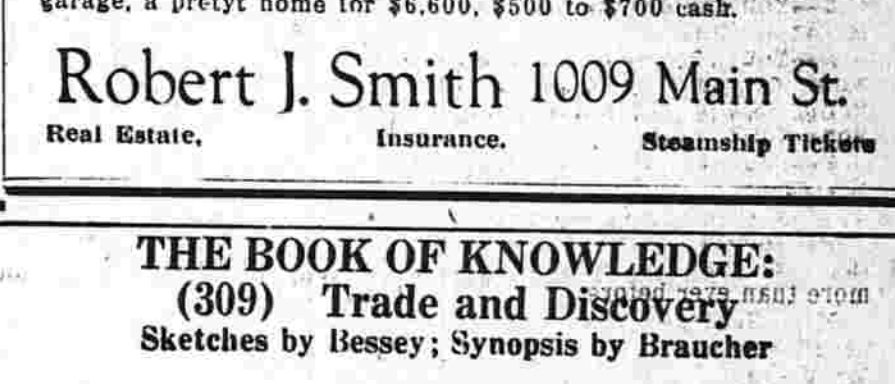 garage, a pretyt home for $6,600, $500 to $700 cash.
Robert J. Smith 1009 Main St.
Real Estate, Insurance. Steamship Tickets
THE BOOK OF KNOWLEDGE:
(309) Trade and Discovery
Sketches by Bessey; Synopsis by Braucher